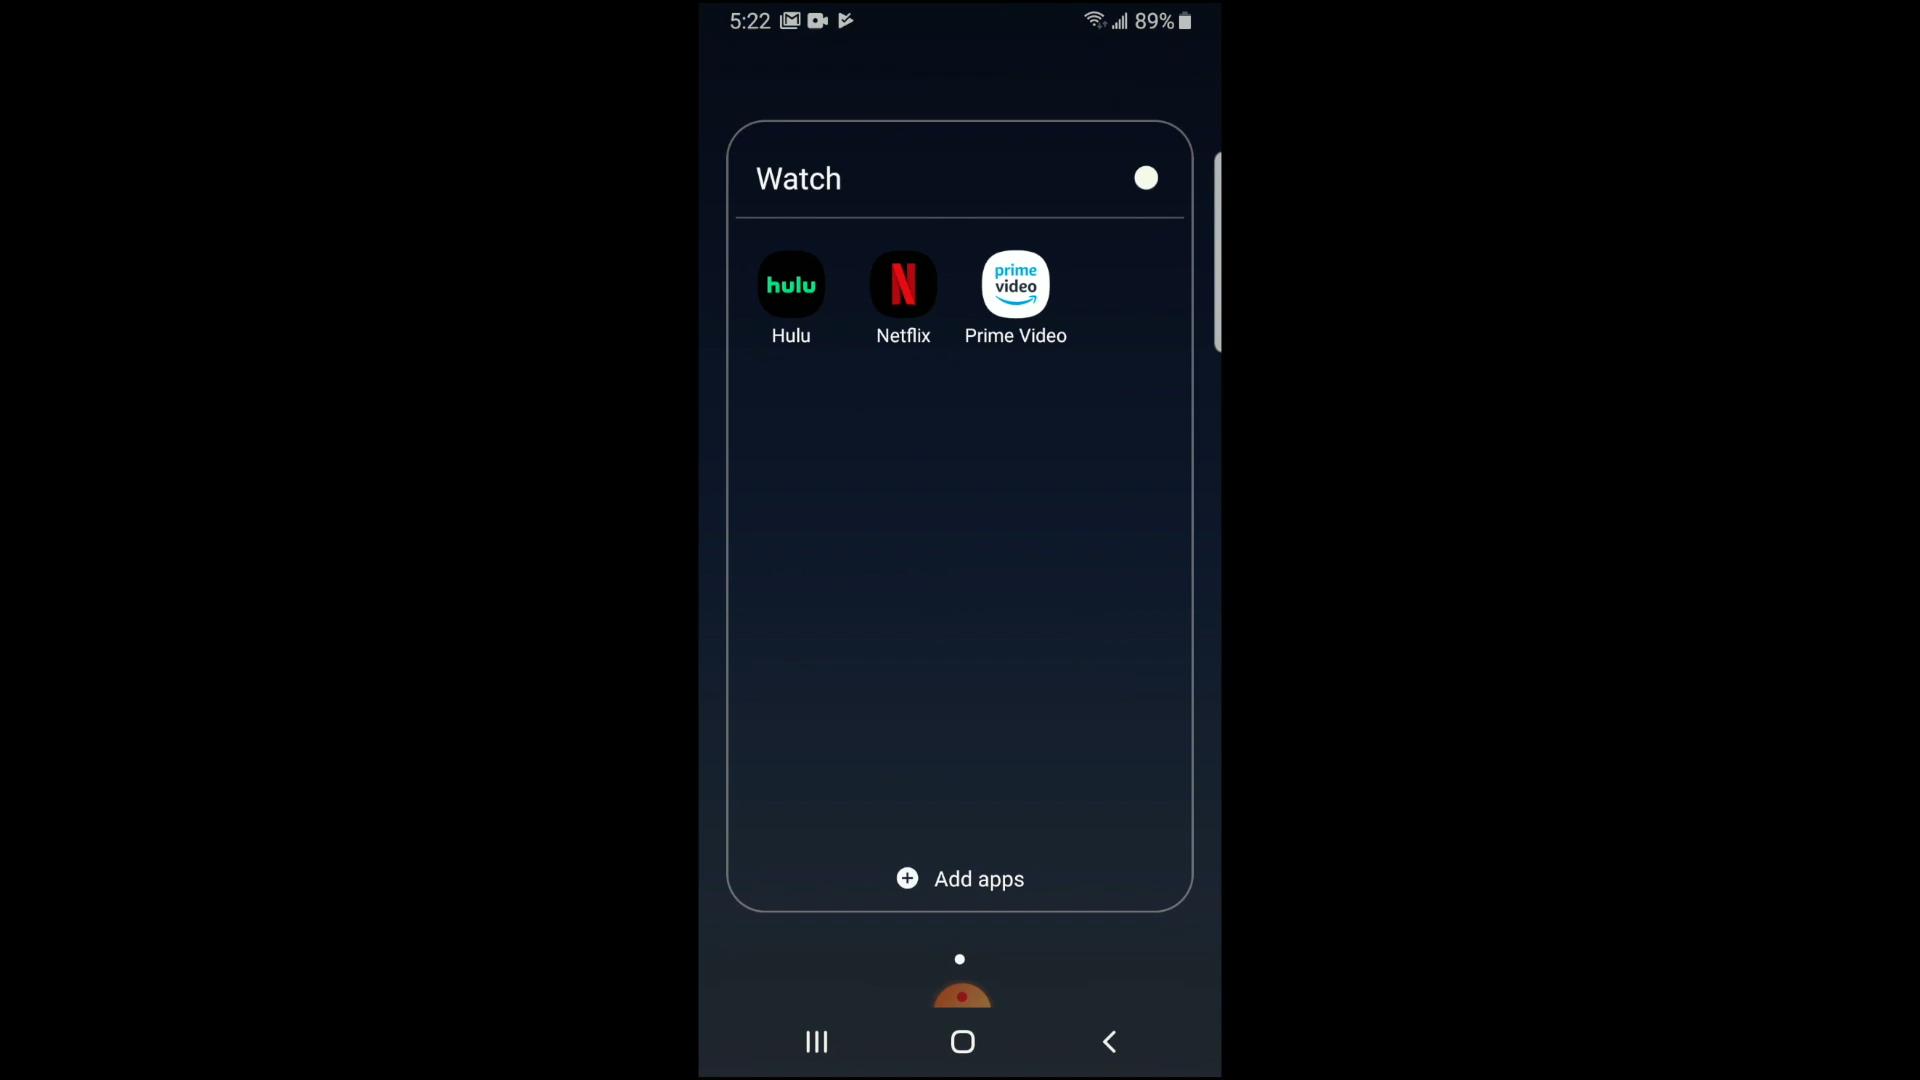 5:22 89%
Watch
hulu
N
prime
video
Hulu Netflix Prime Video
Add apps